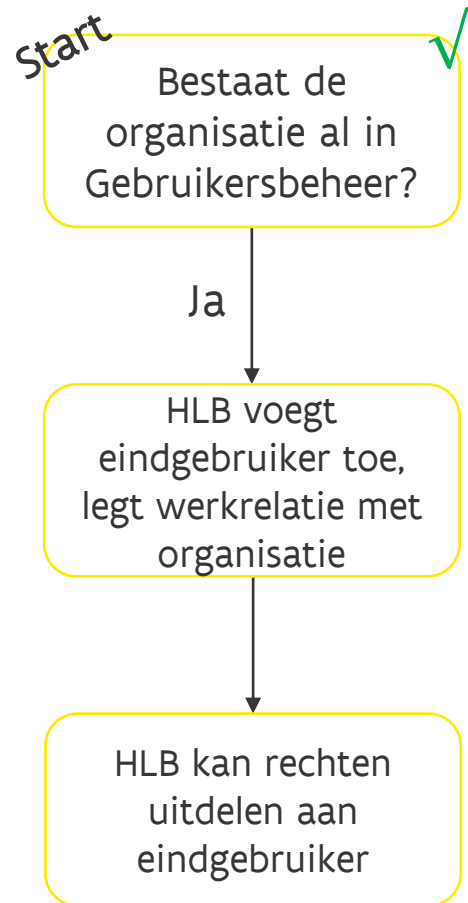 Start
√
Bestaat de
organisatie al in
Gebruikersbeheer?
Ja
HLB voegt
eindgebruiker toe,
legt werkrelatie met
organisatie
HLB kan rechten
uitdelen aan
eindgebruiker